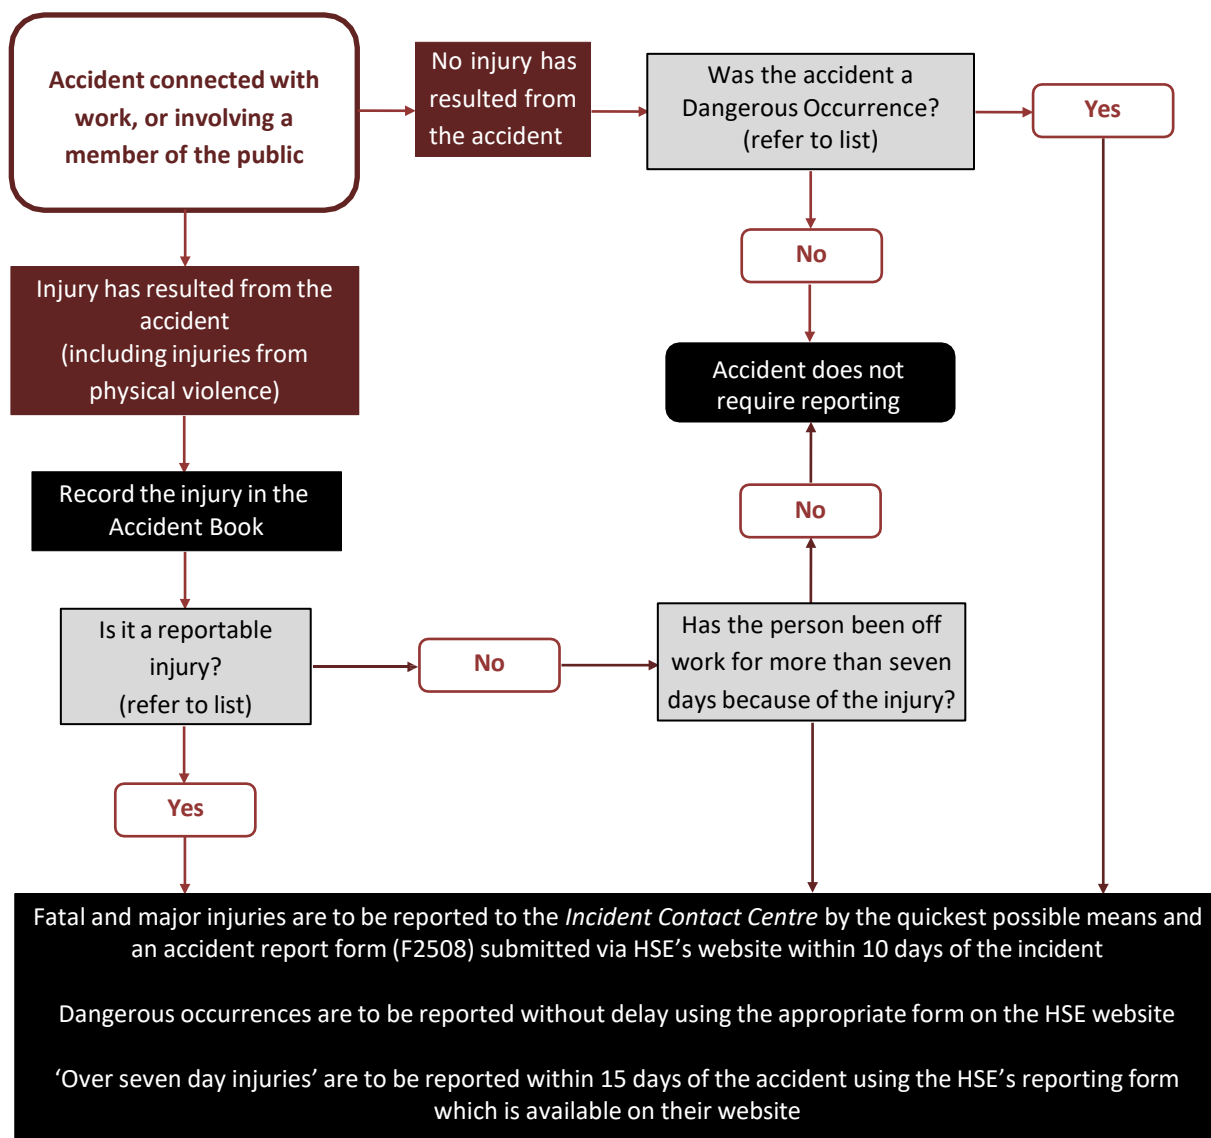 Accident connected with
work, or involving a
member of the public
No injury has
resulted from
the accident
Was the accident a
Dangerous Occurrence?
(refer to list)
Yes
No
Injury has resulted from the
accident
(including injuries from
physical violence)
Accident does not
require reporting
Record the injury in the
Accident Book
No
Is it a reportable
injury?
(refer to list)
No
Has the person been off
work for more than seven
days because of the injury?
Yes
Fatal and major injuries are to be reported to the Incident Contact Centre by the quickest possible means and
an accident report form (F2508) submitted via HSE’s website within 10 days of the incident
Dangerous occurrences are to be reported without delay using the appropriate form on the HSE website
‘Over seven day injuries’ are to be reported within 15 days of the accident using the HSE’s reporting form
which is available on their website